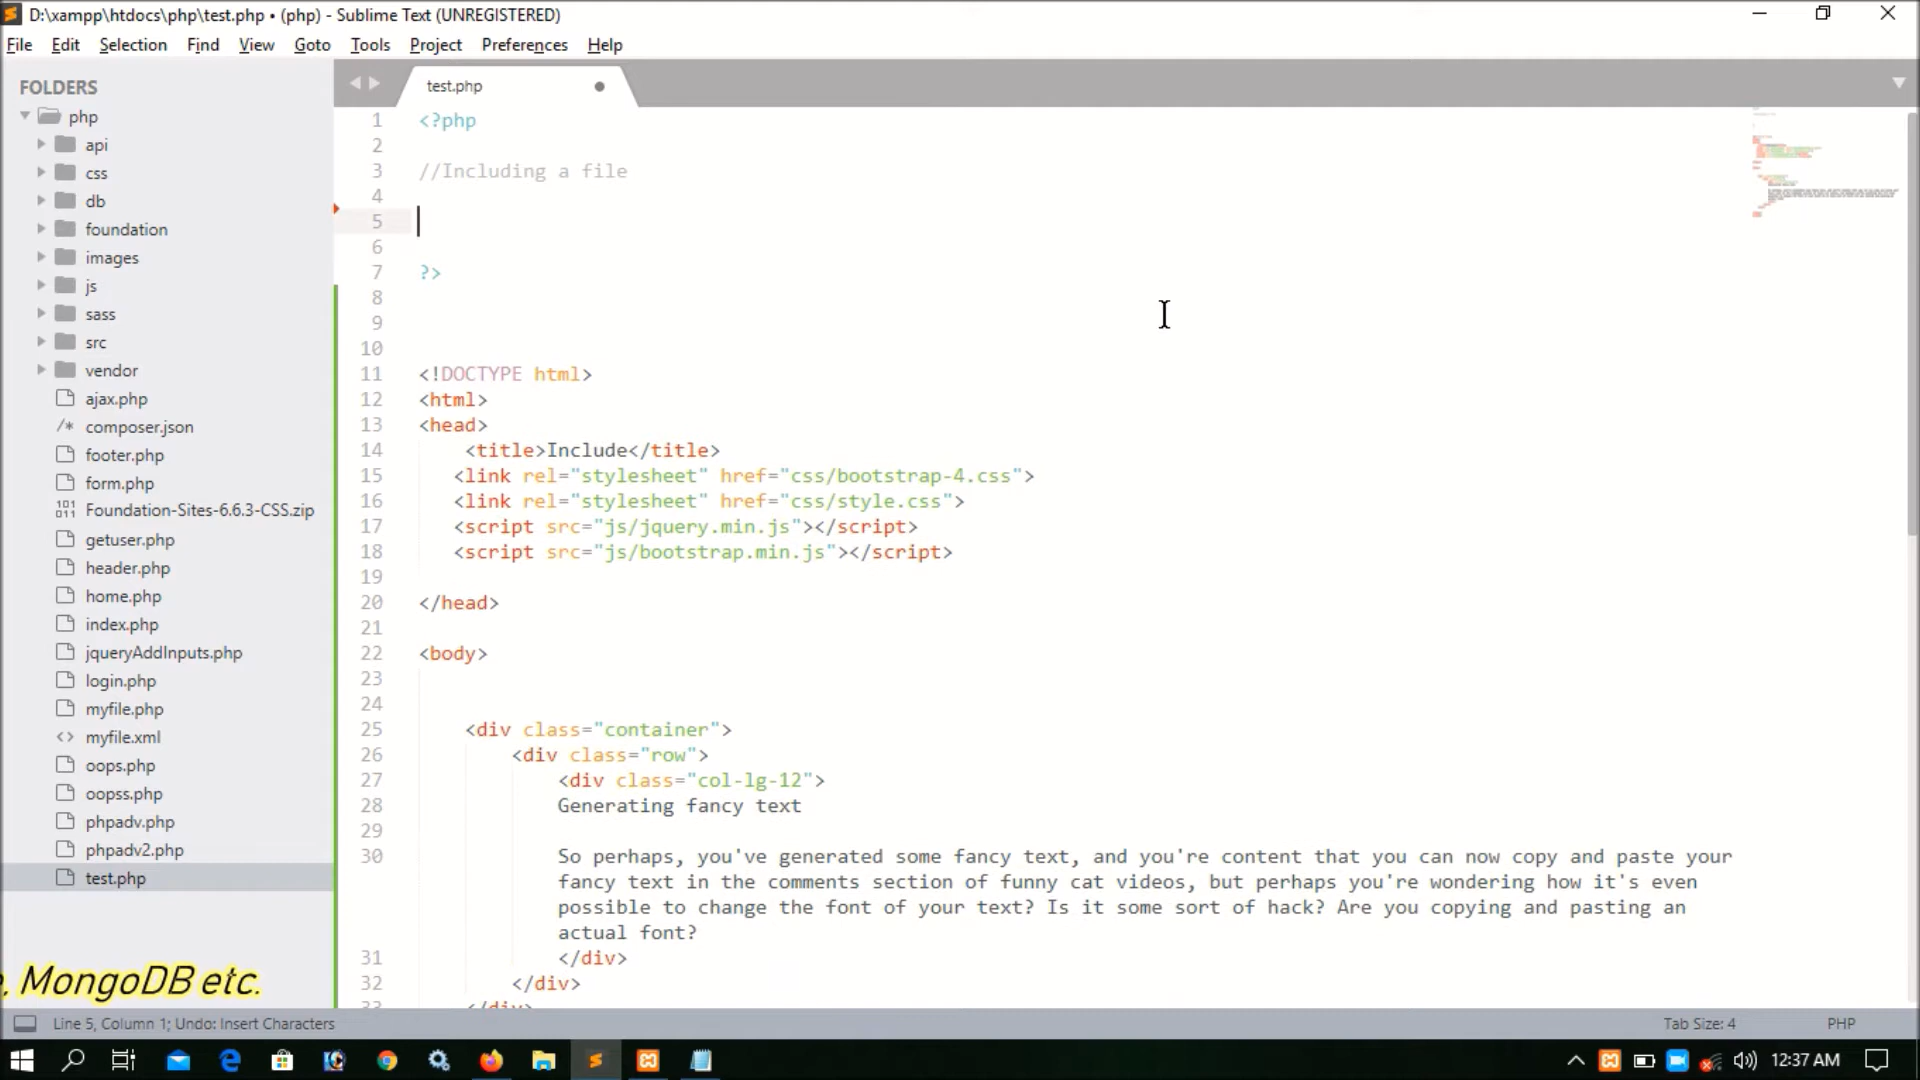 D:\xampp\htdocs\php\test.php • (php) - Sublime Text (UNREGISTERED)
File Edit Selection Find View Goto Tools Project Preferences Help
FOLDERS
php
api
css
db
foundation
images
js
sass
src
vendor
ajax.php
/* composer.json
footer.php
form.php
Foundation-Sites-6.6.3-CSS.zip
getuser.php
header.php
home.php
index.php
jqueryAddInputs.php
login.php
myfile.php
<> myfile.xml
oops.php
oopss.php
phpadv.php
phpadv2.php
test.php
, MongoDB etc.
test.php
1 <?php
2
3 //Including a file
4
5
6
7 ?>
8
9
10
11 <!DOCTYPE html>
12 <html>
13 <head>
14 <title>Include</title>
15 <link rel="stylesheet" href="css/bootstrap-4.css">
16 <link rel="stylesheet" href="css/style.css">
17 <script src="js/jquery.min.js"></script>
18 <script src="js/bootstrap.min.js"></script>
19
20 </head>
21
22 <body>
23
24
25 <div class="container">
26 <div class="row">
27 <div class="col-lg-12">
28 Generating fancy text
29
30 So perhaps, you've generated some fancy text, and you're content that you can now copy and paste your
fancy text in the comments section of funny cat videos, but perhaps you're wondering how it's even
possible to change the font of your text? Is it some sort of hack? Are you copying and pasting an
actual font?
31 </div>
32 </div>
33 </div>
Line 5, Column 1; Undo: Insert Characters
Tab Size: 4
PHP
12:37 AM